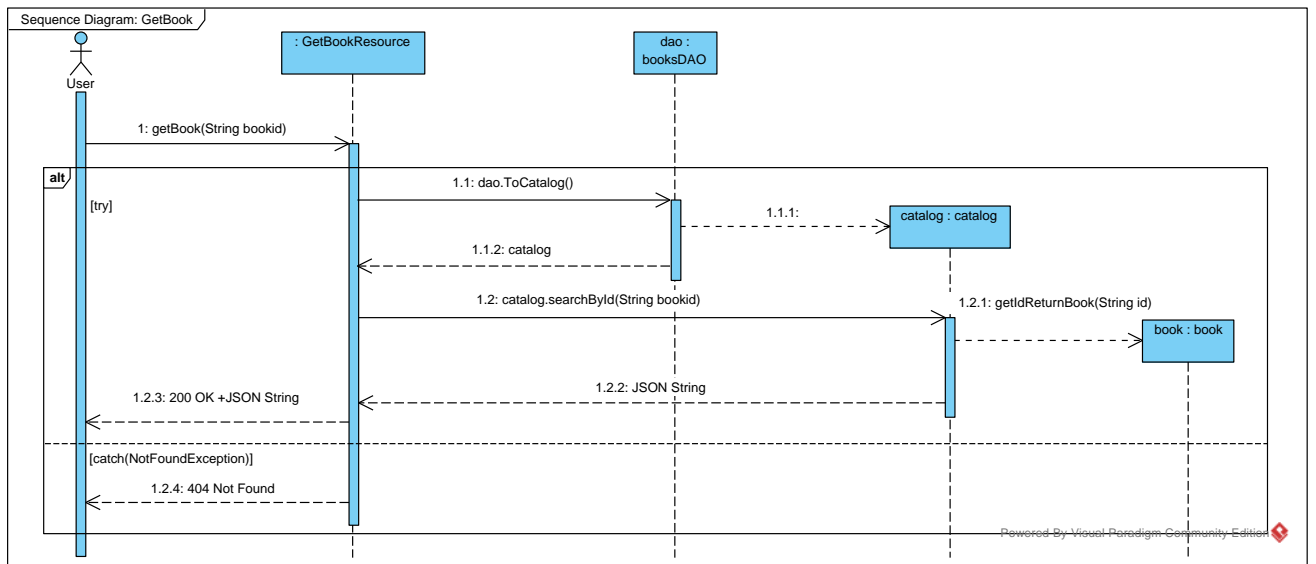 Sequence Diagram: GetBook
: GetBookResource
dao :
booksDAO
User
1: getBook(String bookid)
alt
1.1: dao.ToCatalog()
[try]
1.1.1:
catalog : catalog
1.1.2: catalog
1.2: catalog.searchById(String bookid)
1.2.1: getIdReturnBook(String id)
book : book
1.2.2: JSON String
1.2.3: 200 OK +JSON String
[catch(NotFoundException)]
1.2.4: 404 Not Found
Powered By Visual Paradigm Community Edition